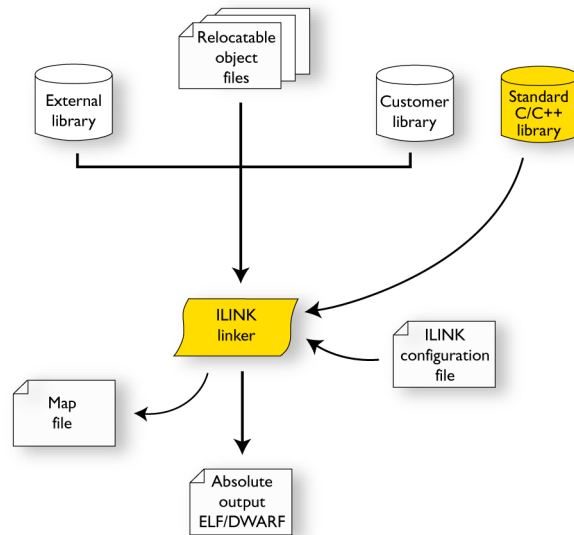 Relocatable
object
files
External
library
Customer
library
Standard
C/C++
library
ILINK
linker
ILINK
configuration
file
Map
file
Absolute
output
ELF/DWARF